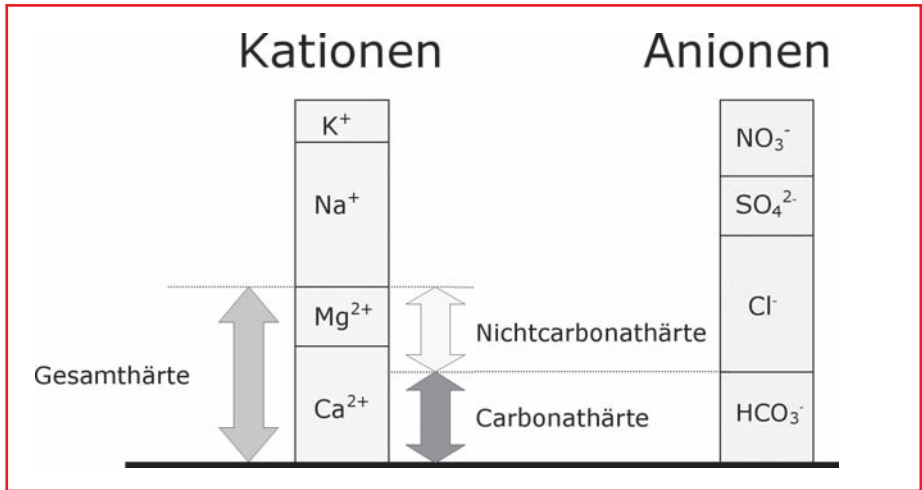 Kationen
Anionen
K⁺
NO₃⁻
Na⁺
SO₄²⁻
Mg²⁺
Cl⁻
Nichtcarbonathärte
Gesamthärte
Ca²⁺
Carbonathärte
HCO₃⁻